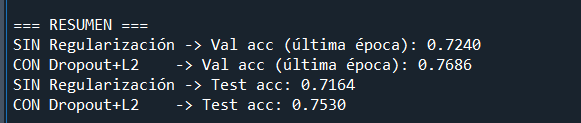 === RESUMEN ===
SIN Regularización -> Val acc (última época): 0.7240
CON Dropout+L2    -> Val acc (última época): 0.7686
SIN Regularización -> Test acc: 0.7164
CON Dropout+L2    -> Test acc: 0.7530